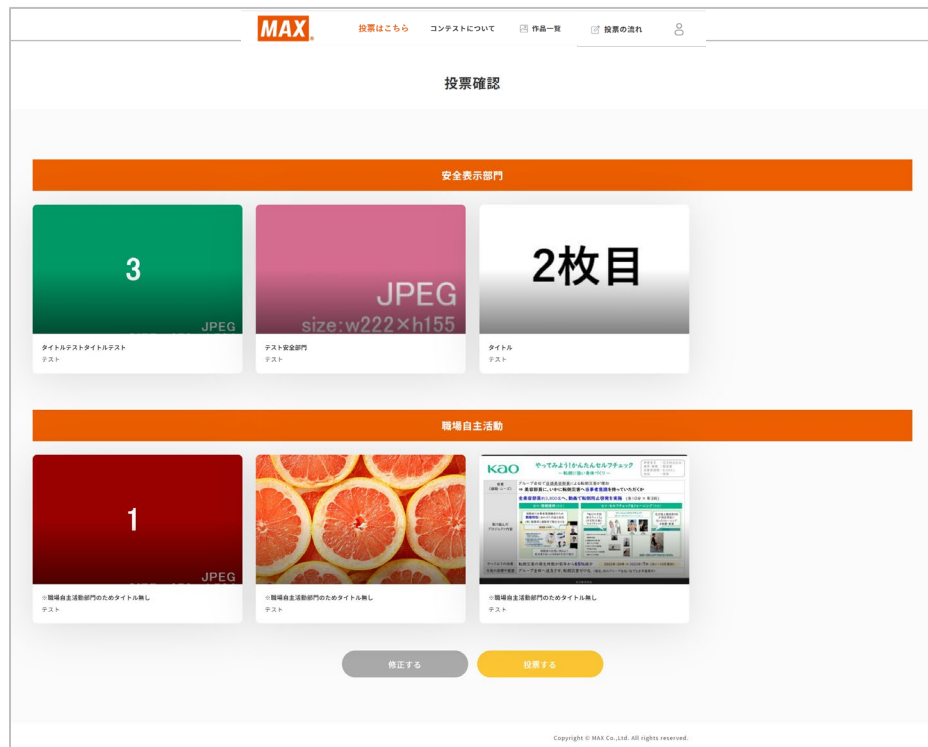 MAX
投票はこちら
コンテストについて
作品一覧
投票の流れ
投票確認
安全表示部門
3
JPEG
JPEG
size:w222×h155
2枚目
タイトルテストタイトルテスト
テスト
テスト安全部門
テスト
タイトル
テスト
職場自主活動
1
JPEG
Kao
やってみよう!かんたんセルフチェック
※職場自主活動部門のためタイトル無し
テスト
※職場自主活動部門のためタイトル無し
テスト
※職場自主活動部門のためタイトル無し
テスト
修正する
投票する
Copyright © MAX Co.,Ltd. All rights reserved.